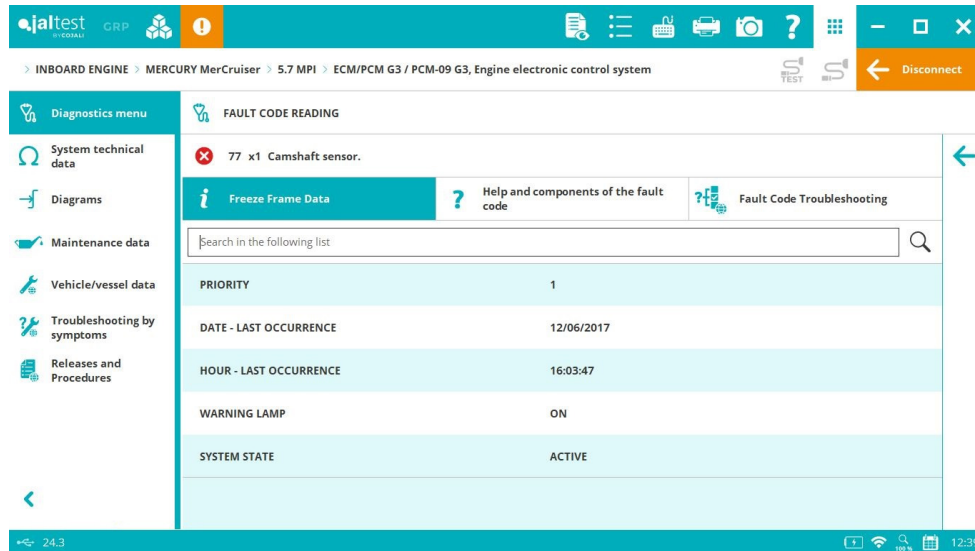 jaltest GRP
BY COJALI
?
> INBOARD ENGINE > MERCURY MerCruiser > 5.7 MPI > ECM/PCM G3 / PCM-09 G3, Engine electronic control system
TEST
Disconnect
Diagnostics menu
FAULT CODE READING
System technical
data
77 x1 Camshaft sensor.
Diagrams
i Freeze Frame Data
? Help and components of the fault
code
Fault Code Troubleshooting
Maintenance data
Search in the following list
Vehicle/vessel data
PRIORITY 1
Troubleshooting by
symptoms
DATE - LAST OCCURRENCE 12/06/2017
Releases and
Procedures
HOUR - LAST OCCURRENCE 16:03:47
WARNING LAMP ON
SYSTEM STATE ACTIVE
24.3
100 %